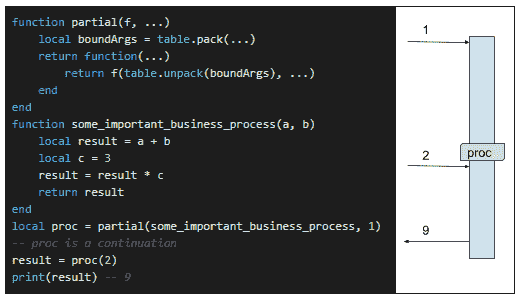 function partial(f, ...)
    local boundArgs = table.pack(...)
    return function(...)
        return f(table.unpack(boundArgs), ...)
    end
end
function some_important_business_process(a, b)
    local result = a + b
    local c = 3
    result = result * c
    return result
end
local proc = partial(some_important_business_process, 1)
-- proc is a continuation
result = proc(2)
print(result) -- 9
1
proc
2
9